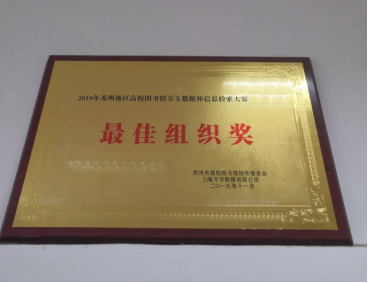 2019年苏州地区高校图书馆万方数据杯信息检索大赛
最佳组织奖
苏州市高校图书馆协作委员会
上海万方数据有限公司
二〇一九年十一月